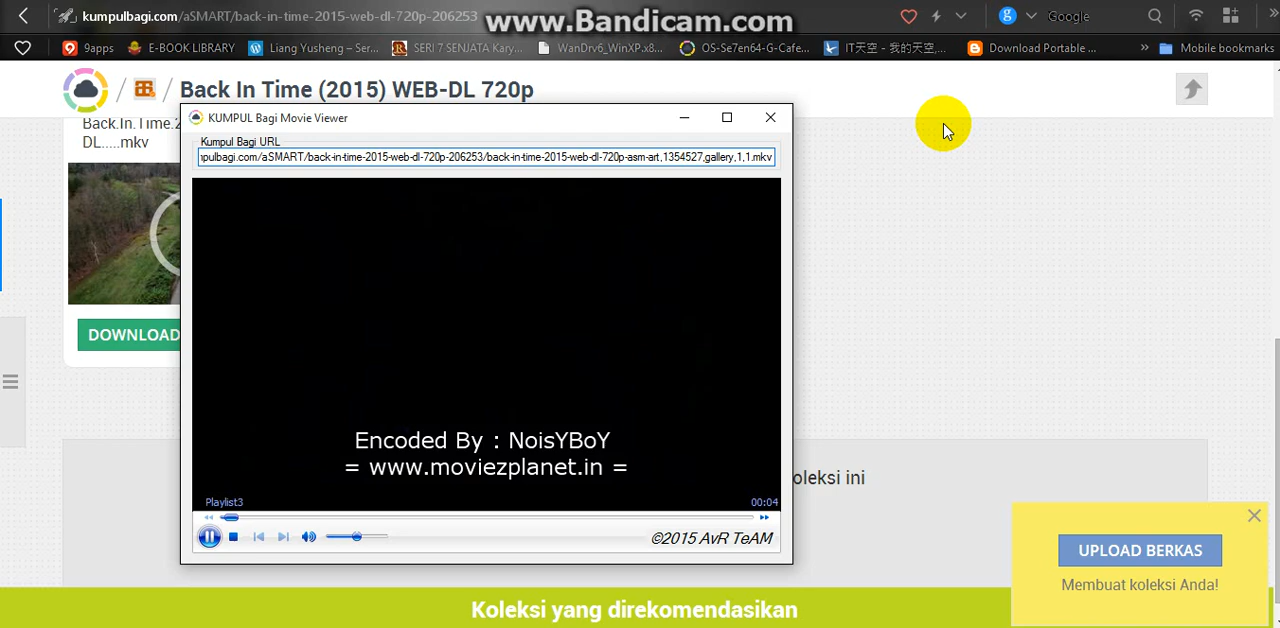 kumpulbagi.com/aSMART/back-in-time-2015-web-dl-720p-206253
www.Bandicam.com
Google
9apps
E-BOOK LIBRARY
Liang Yusheng – Ser...
SERI 7 SENJATA Kary...
WanDrv6_WinXP.x8...
OS-Se7en64-G-Cafe...
IT天空 - 我的天空,...
Download Portable ...
Mobile bookmarks
/ / Back In Time (2015) WEB-DL 720p
Back.In.Time.2
DL.....mkv
DOWNLOAD
KUMPUL Bagi Movie Viewer
Kumpul Bagi URL
pulbagi.com/aSMART/back-in-time-2015-web-dl-720p-206253/back-in-time-2015-web-dl-720p-asm-art,1354527,gallery,1,1.mkv
Encoded By : NoisYBoY
= www.moviezplanet.in =
Playlist3
00:04
©2015 AvR TeAM
oleksi ini
UPLOAD BERKAS
Membuat koleksi Anda!
Koleksi yang direkomendasikan